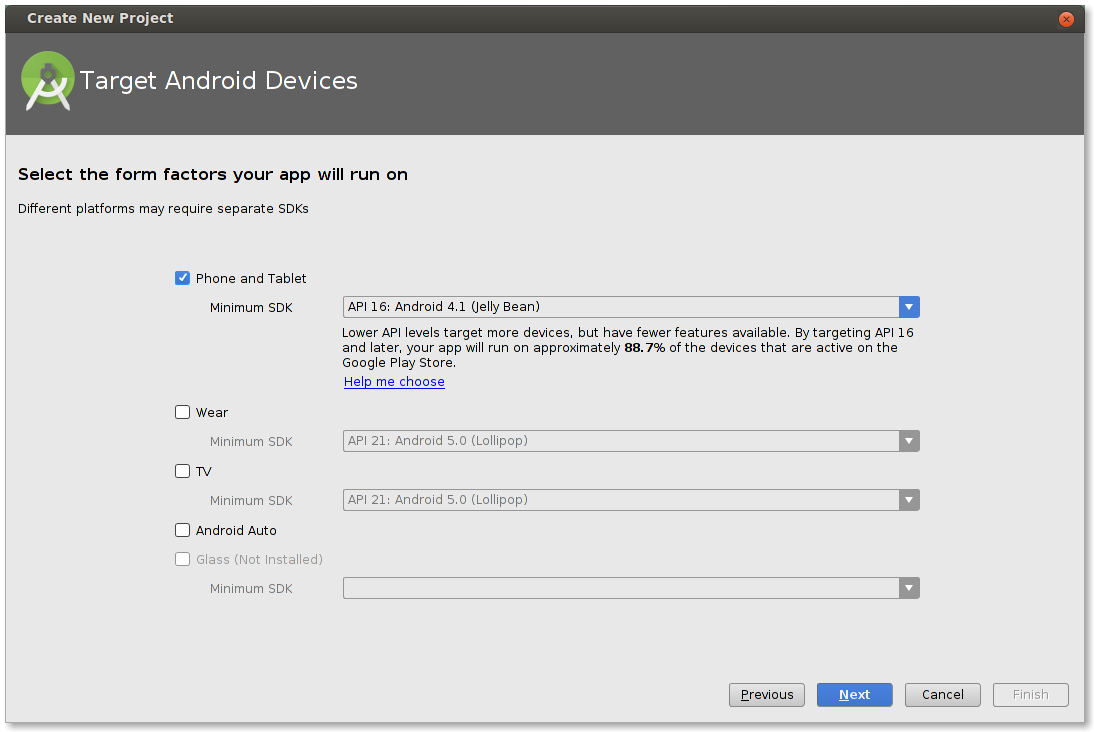 Create New Project
Target Android Devices
Select the form factors your app will run on
Different platforms may require separate SDKs
Phone and Tablet
Minimum SDK API 16: Android 4.1 (Jelly Bean)
Lower API levels target more devices, but have fewer features available. By targeting API 16
and later, your app will run on approximately 88.7% of the devices that are active on the
Google Play Store.
Help me choose
Wear
Minimum SDK API 21: Android 5.0 (Lollipop)
TV
Minimum SDK API 21: Android 5.0 (Lollipop)
Android Auto
Glass (Not Installed)
Minimum SDK
Previous Next Cancel Finish